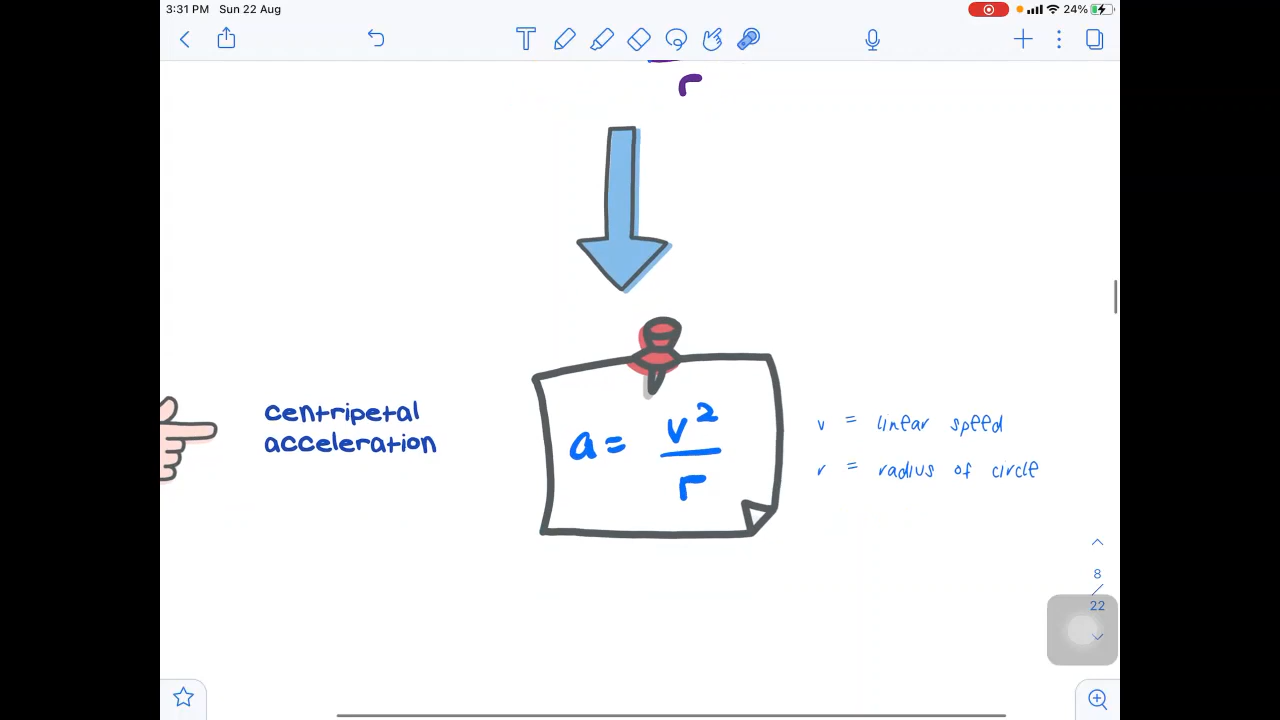 3:31 PM Sun 22 Aug
24%
T
r
centripetal
acceleration
a = v²/r
v = linear speed
r = radius of circle
8
/
22